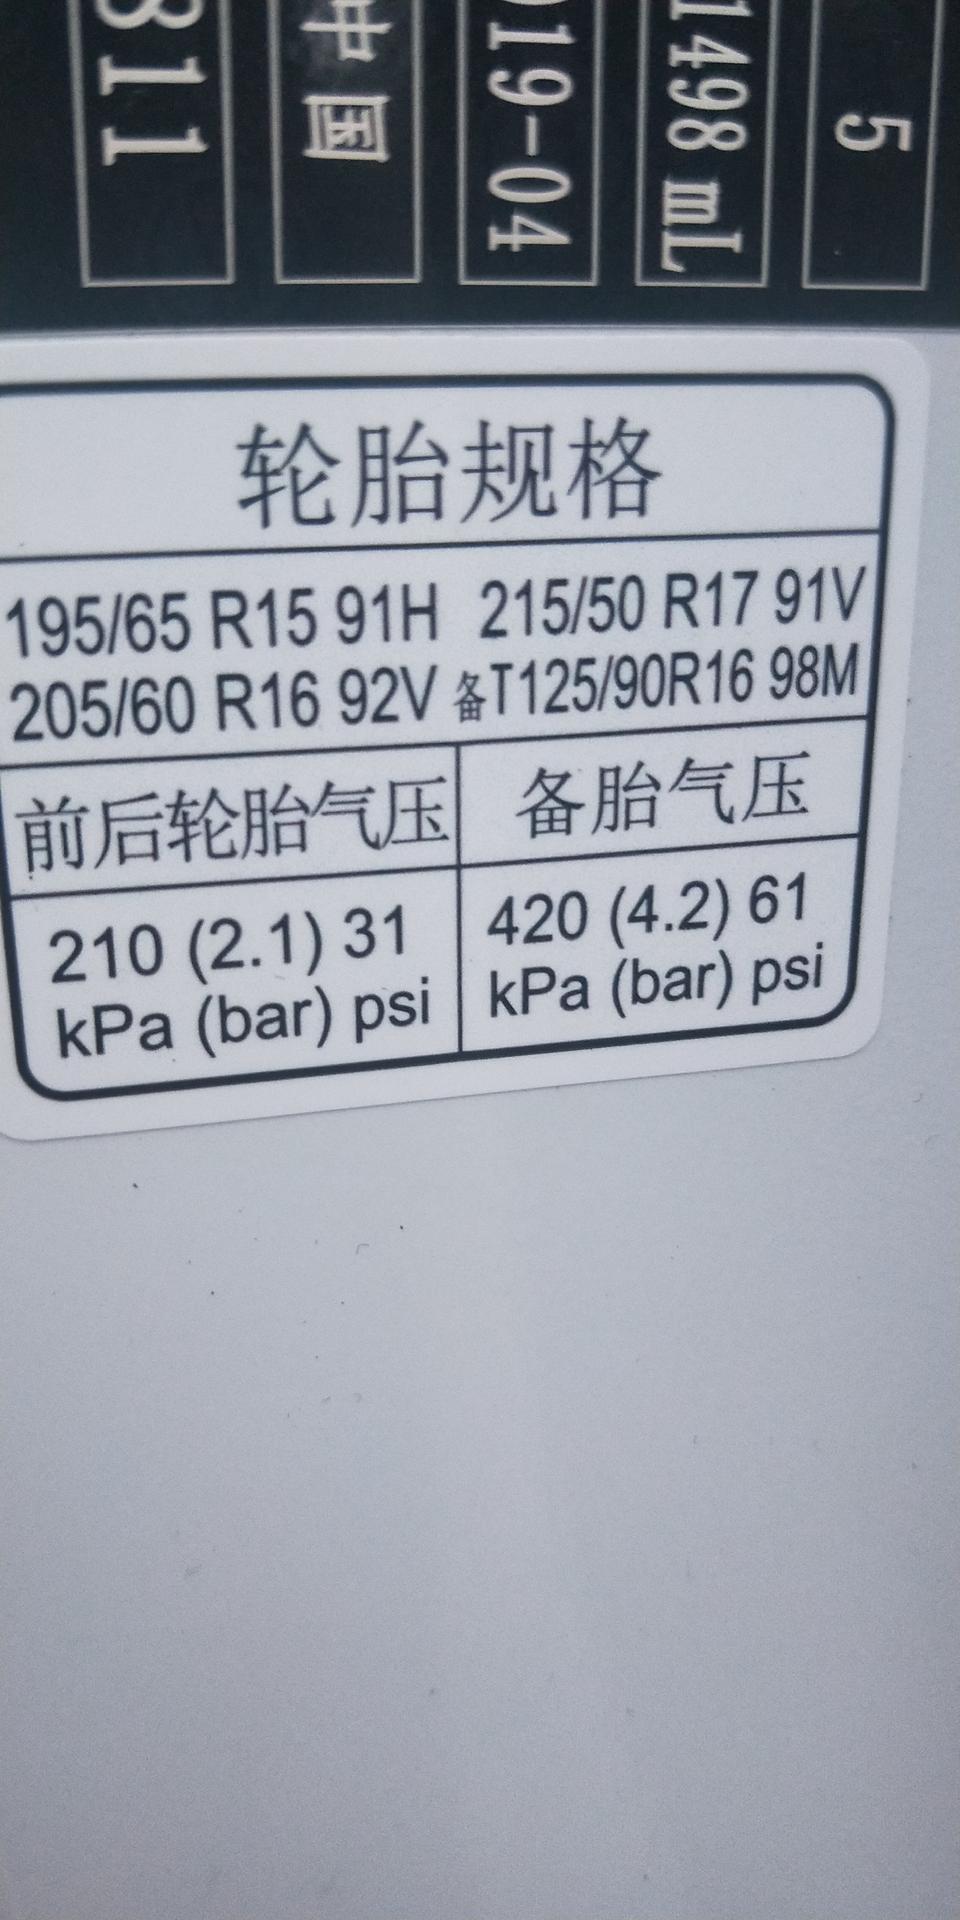 811
中国
19-04
1498 mL
5
轮胎规格
195/65 R15 91H 215/50 R17 91V
205/60 R16 92V 备T125/90R16 98M
前后轮胎气压 备胎气压
210 (2.1) 31 420 (4.2) 61
kPa (bar) psi kPa (bar) psi